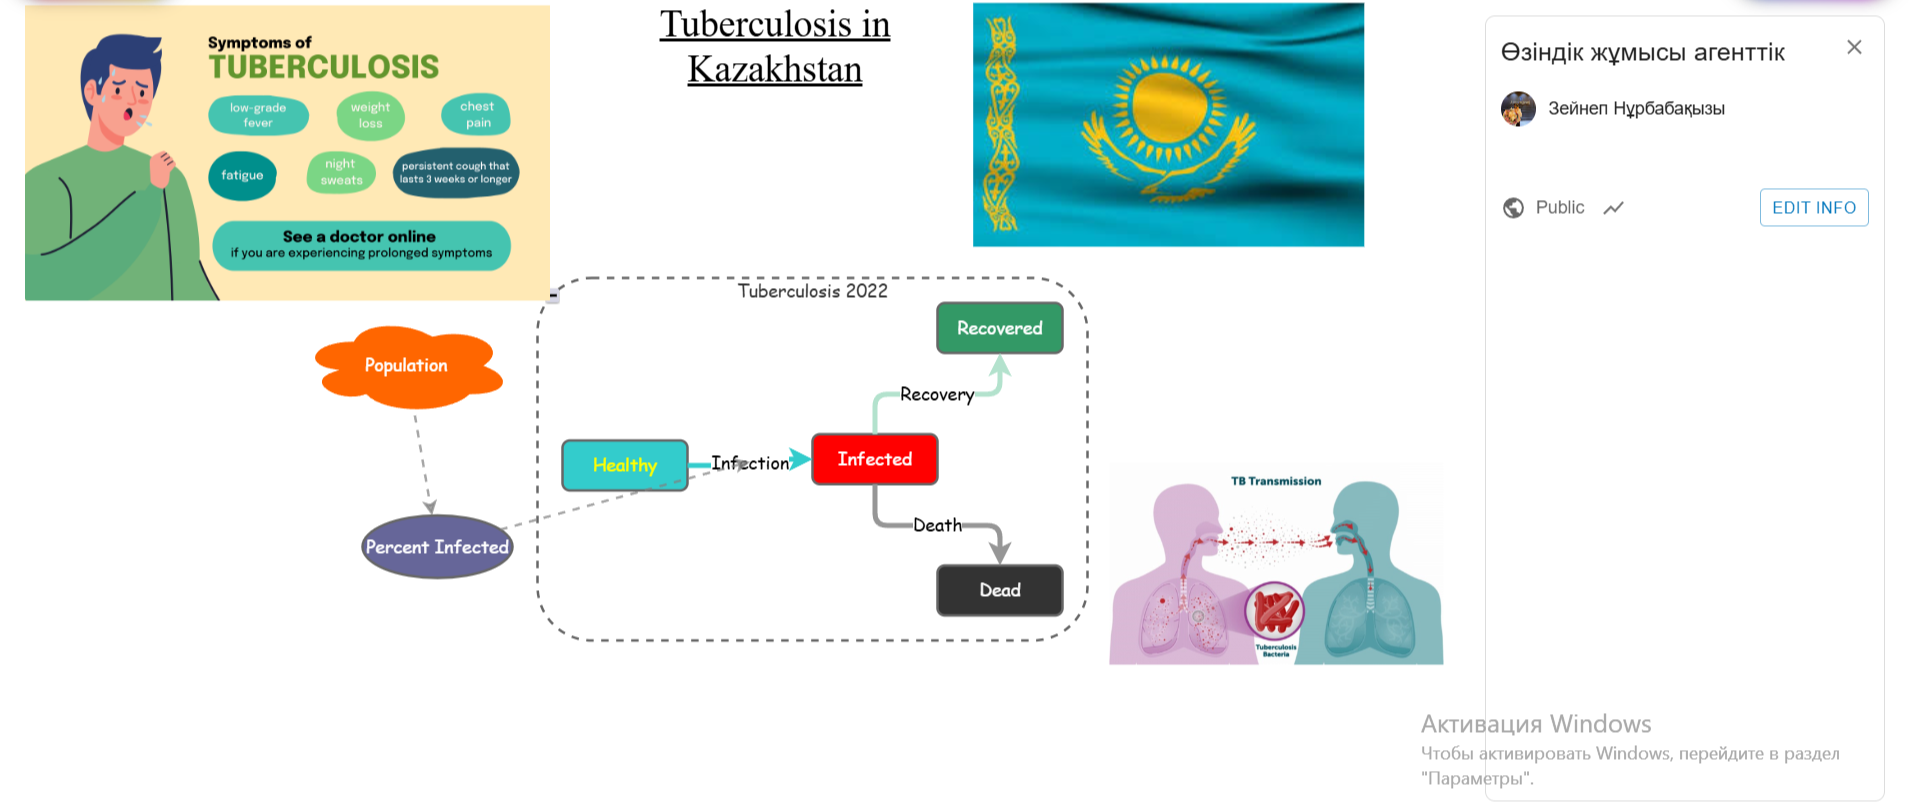 Symptoms of
TUBERCULOSIS
low-grade
fever
weight
loss
chest
pain
fatigue
night
sweats
persistent cough that
lasts 3 weeks or longer
See a doctor online
if you are experiencing prolonged symptoms
Tuberculosis in
Kazakhstan
Tuberculosis 2022
Population
Percent Infected
Healthy
Infection
Infected
Recovery
Recovered
Death
Dead
TB Transmission
Tuberculosis
Bacteria
Өзіндік жұмысы агенттік
Зейнеп Нұрбабақызы
Public
EDIT INFO
Активация Windows
Чтобы активировать Windows, перейдите в раздел
"Параметры".